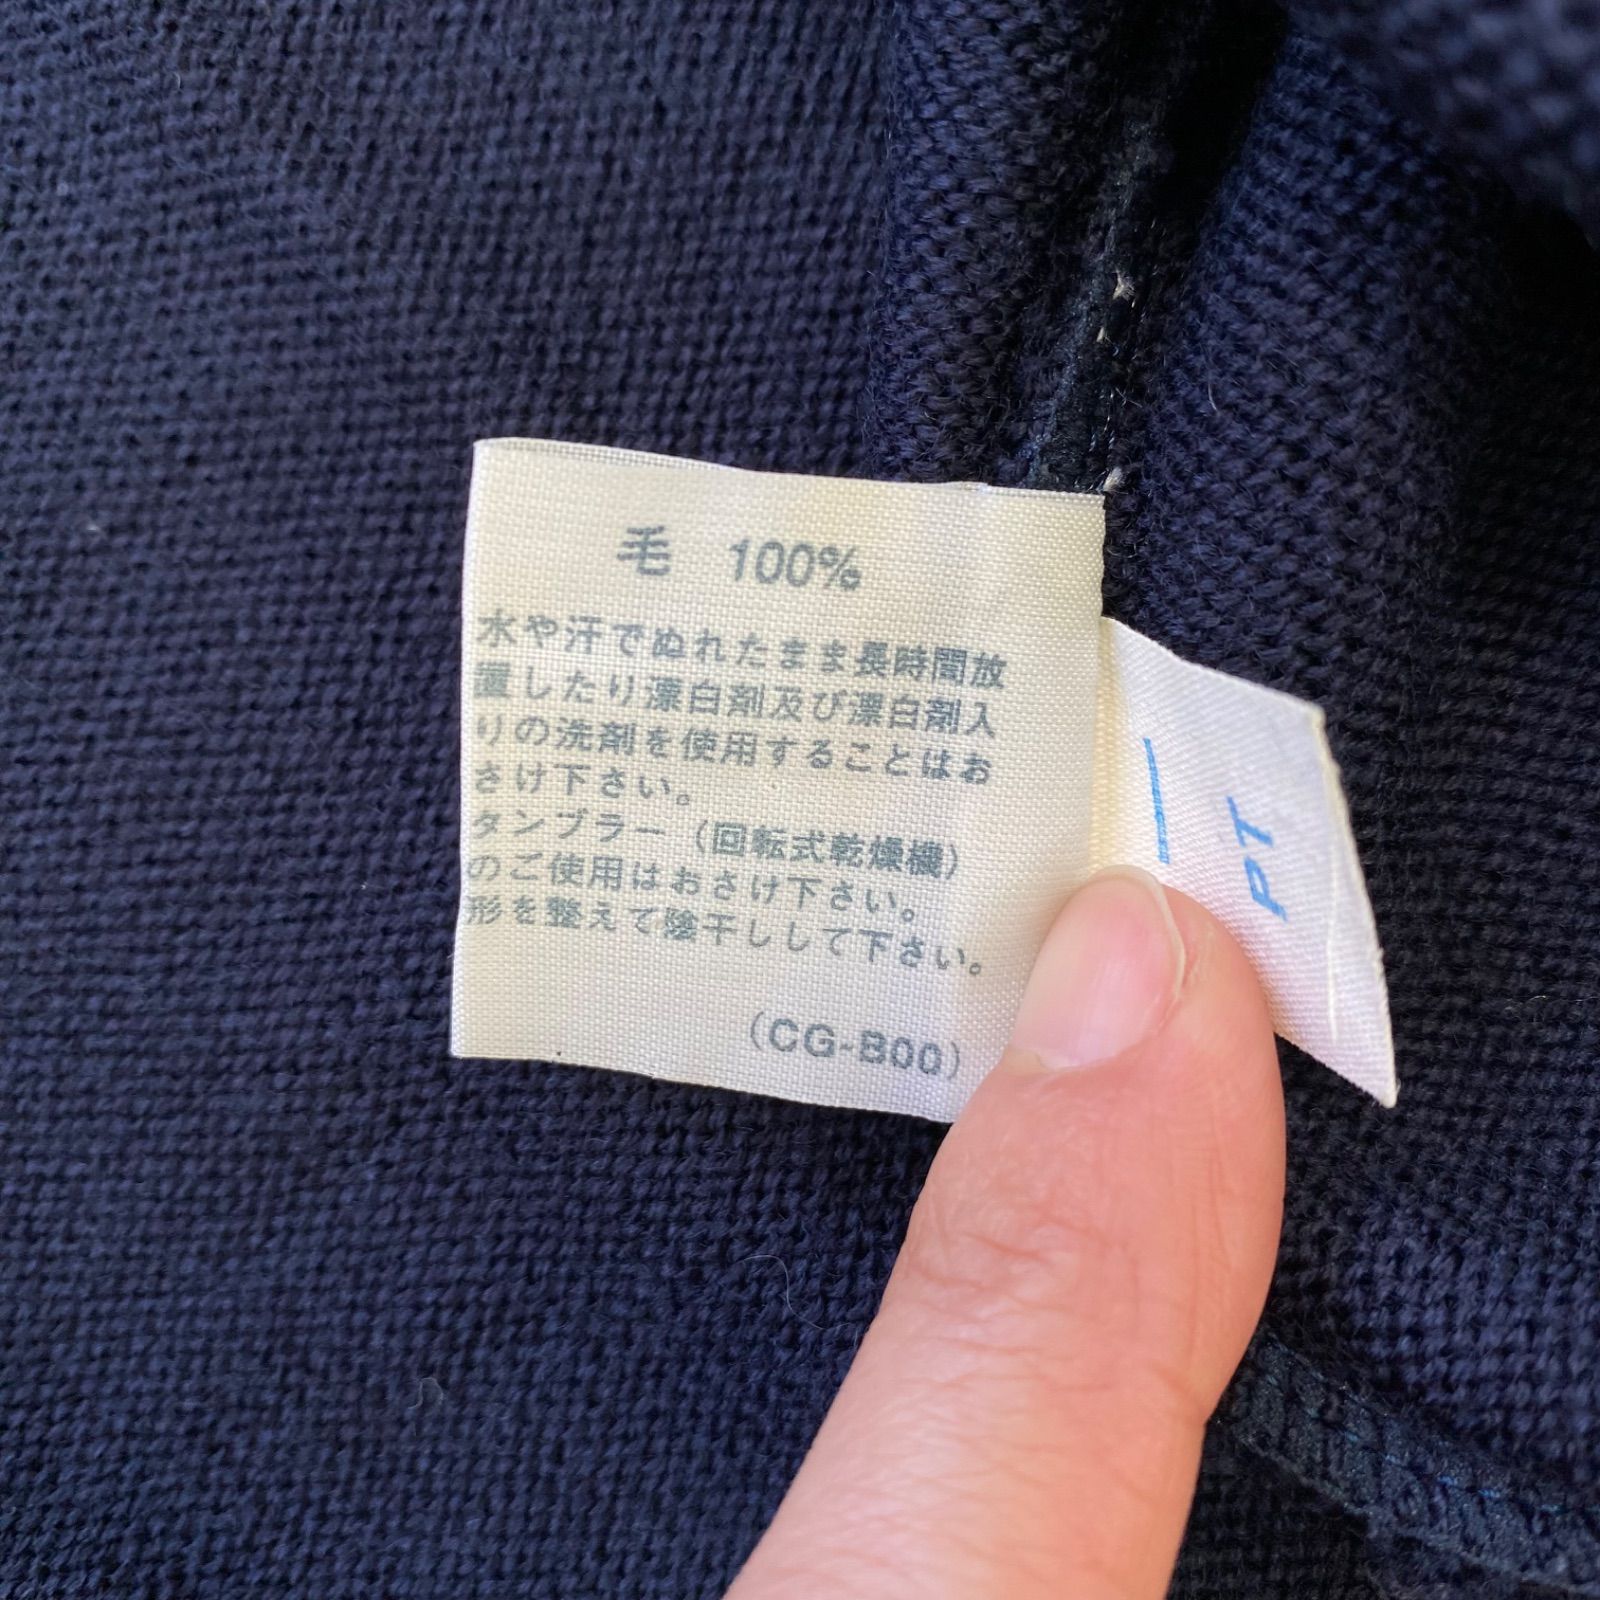 毛 100%
水や汗でぬれたまま長時間放
置したり漂白剤及び漂白剤入
りの洗剤を使用することはお
さけ下さい。
タンブラー（回転式乾燥機）
のご使用はおさけ下さい。
形を整えて陰干しして下さい。
（CG-B00）
PT